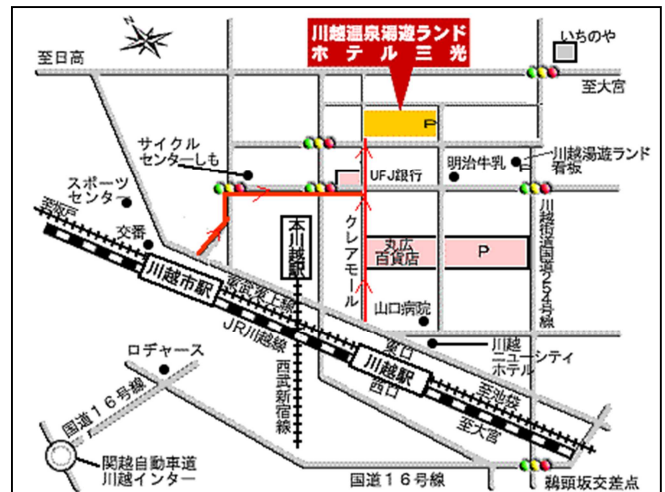 N
川越温泉湯遊ランド
ホテル三光
いちのや
至日高
至大宮
P
サイクル
センターしも
UFJ銀行
明治牛乳
川越湯遊ランド
看板
スポーツ
センター
至坂戸
交番
本川越駅
クレアモール
丸広
百貨店
P
川越街道国道254号線
川越市駅
東武東上線
JR川越線
山口病院
東口
川越
ニューシティ
ホテル
ロヂャース
西武新宿線
川越駅
西口
至池袋
至大宮
国道16号線
関越自動車道
川越インター
国道16号線
鵜頭坂交差点